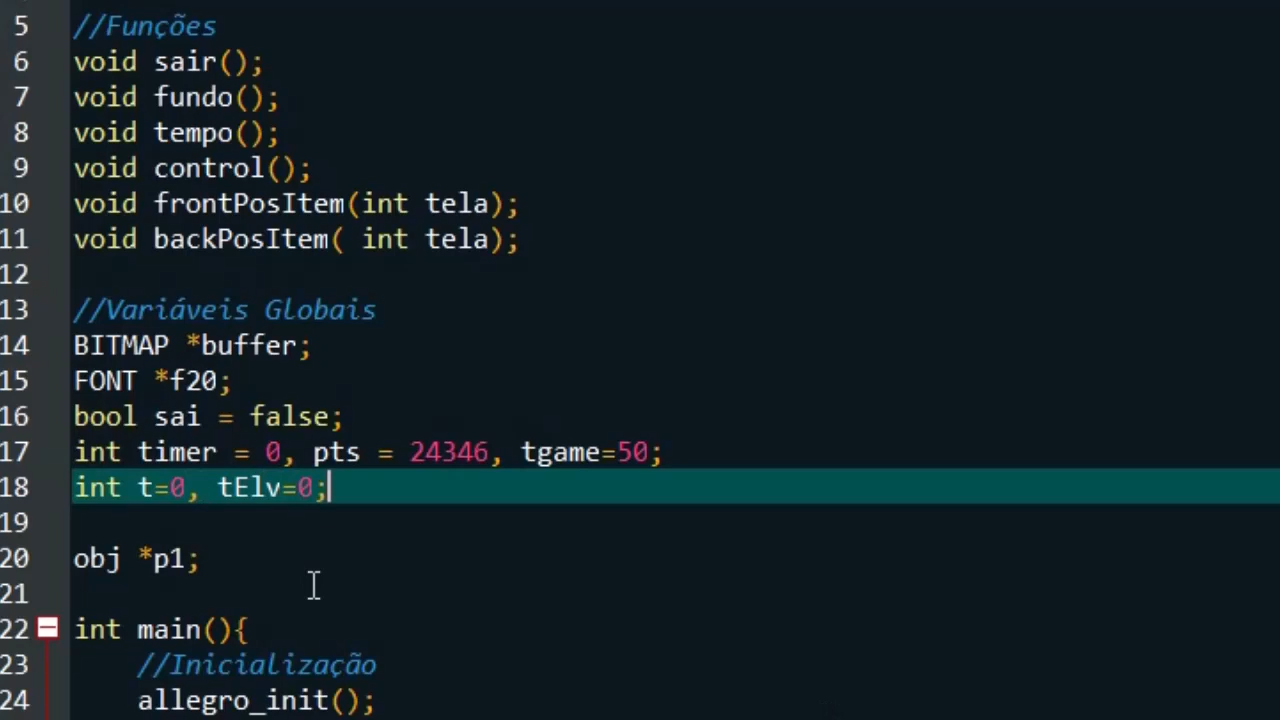 5 //Funções
6 void sair();
7 void fundo();
8 void tempo();
9 void control();
10 void frontPosItem(int tela);
11 void backPosItem( int tela);
12
13 //Variáveis Globais
14 BITMAP *buffer;
15 FONT *f20;
16 bool sai = false;
17 int timer = 0, pts = 24346, tgame=50;
18 int t=0, tElv=0;
19
20 obj *p1;
21
22 int main(){
23 //Inicialização
24 allegro_init();